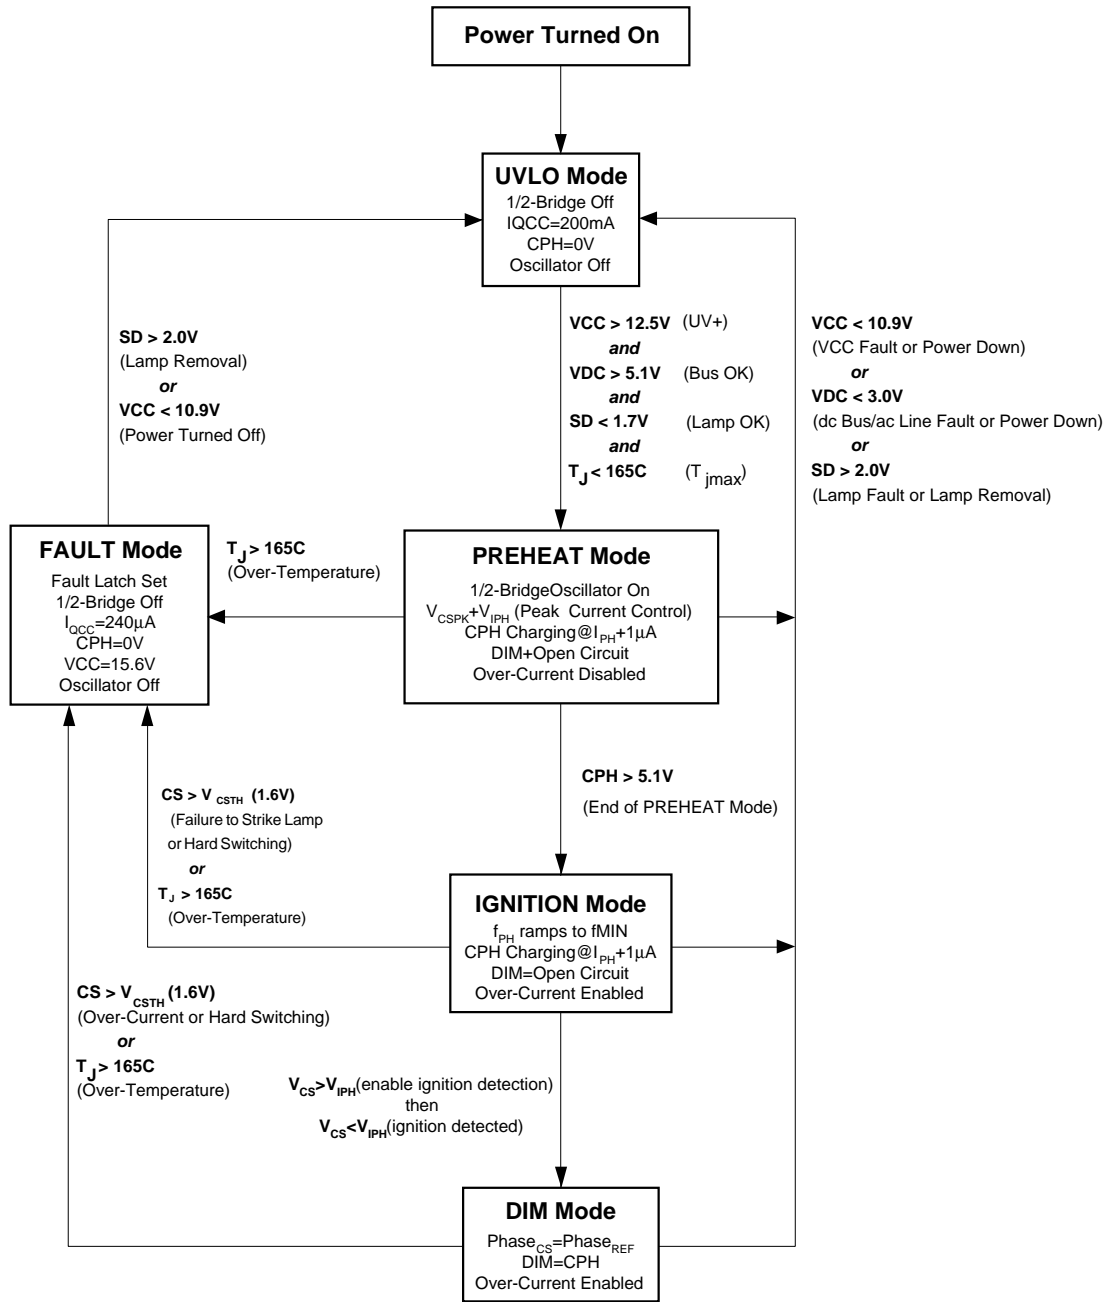 Power Turned On
UVLO Mode
1/2-Bridge Off
IQCC=200mA
CPH=0V
Oscillator Off
SD > 2.0V
(Lamp Removal)
or
VCC < 10.9V
(Power Turned Off)
VCC > 12.5V (UV+)
and
VDC > 5.1V (Bus OK)
and
SD < 1.7V (Lamp OK)
and
TJ < 165C (Tjmax)
VCC < 10.9V
(VCC Fault or Power Down)
or
VDC < 3.0V
(dc Bus/ac Line Fault or Power Down)
or
SD > 2.0V
(Lamp Fault or Lamp Removal)
FAULT Mode
Fault Latch Set
1/2-Bridge Off
IQCC=240μA
CPH=0V
VCC=15.6V
Oscillator Off
TJ > 165C
(Over-Temperature)
PREHEAT Mode
1/2-BridgeOscillator On
VCSPK+VIPH (Peak Current Control)
CPH Charging@IPH+1μA
DIM+Open Circuit
Over-Current Disabled
CPH > 5.1V
(End of PREHEAT Mode)
CS > VCSTH (1.6V)
(Failure to Strike Lamp
or Hard Switching)
or
TJ > 165C
(Over-Temperature)
IGNITION Mode
fPH ramps to fMIN
CPH Charging@IPH+1μA
DIM=Open Circuit
Over-Current Enabled
CS > VCSTH (1.6V)
(Over-Current or Hard Switching)
or
TJ > 165C
(Over-Temperature)
VCS>VIPH(enable ignition detection)
then
VCS<VIPH(ignition detected)
DIM Mode
PhaseCS=PhaseREF
DIM=CPH
Over-Current Enabled